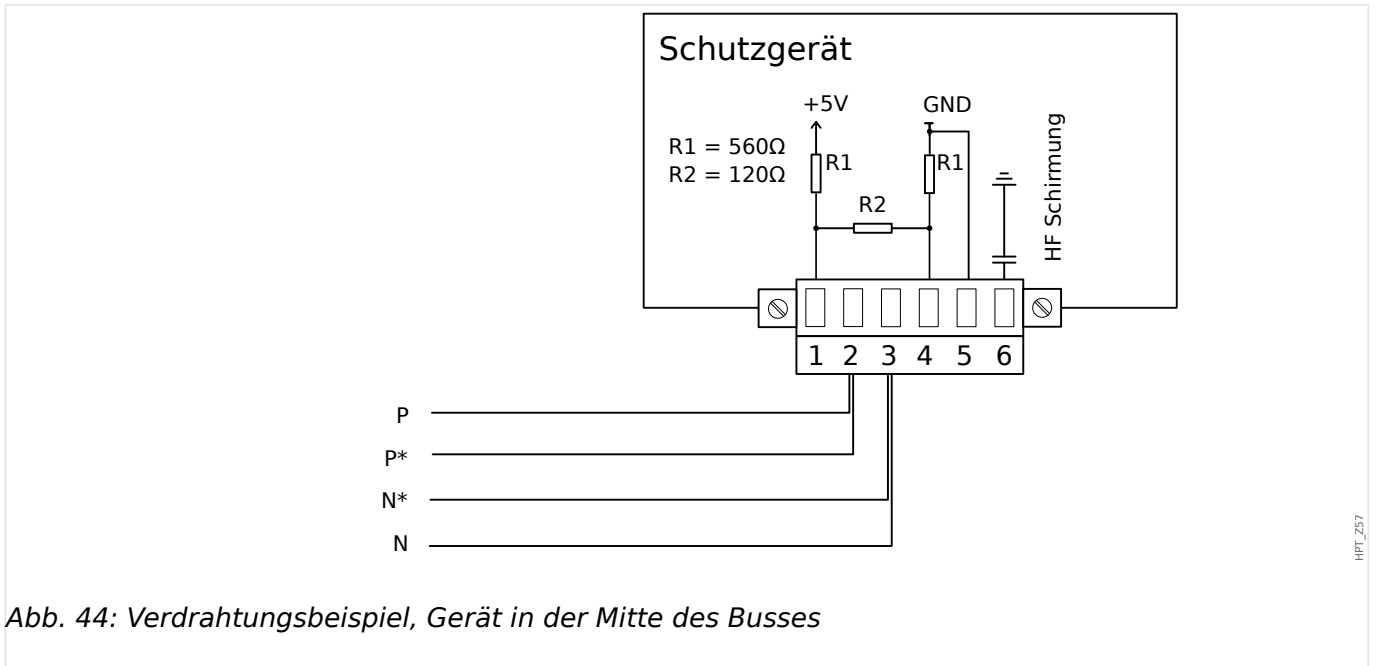 Schutzgerät
+5V
GND
R1 = 560Ω
R2 = 120Ω
R1
R1
R2
HF Schirmung
1 2 3 4 5 6
P
P*
N*
N
HPT_Z57
Abb. 44: Verdrahtungsbeispiel, Gerät in der Mitte des Busses